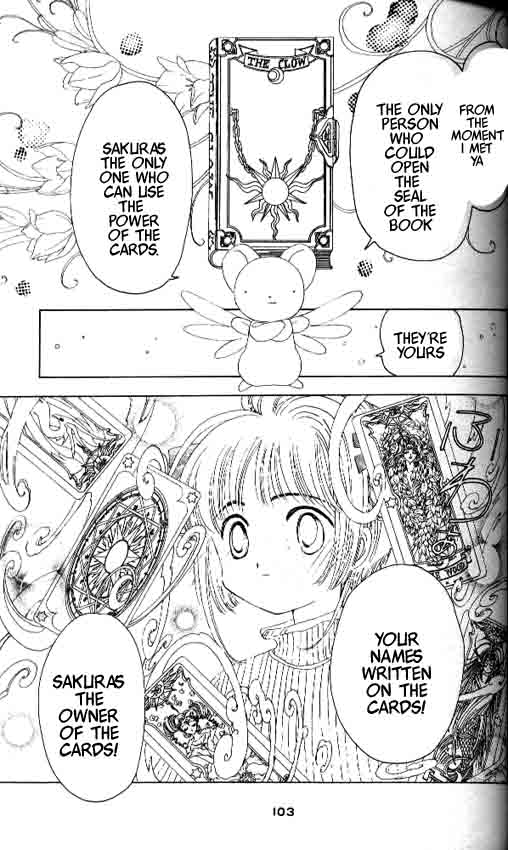 FROM
THE
MOMENT
I MET
YA
THE ONLY
PERSON
WHO
COULD
OPEN
THE
SEAL
OF THE
BOOK
THE CLOW
SAKURAS
THE ONLY
ONE WHO
CAN USE
THE
POWER
OF THE
CARDS.
THEY'RE
YOURS
WOOD
YOUR
NAMES
WRITTEN
ON THE
CARDS!
SAKURAS
THE
OWNER
OF THE
CARDS!
103